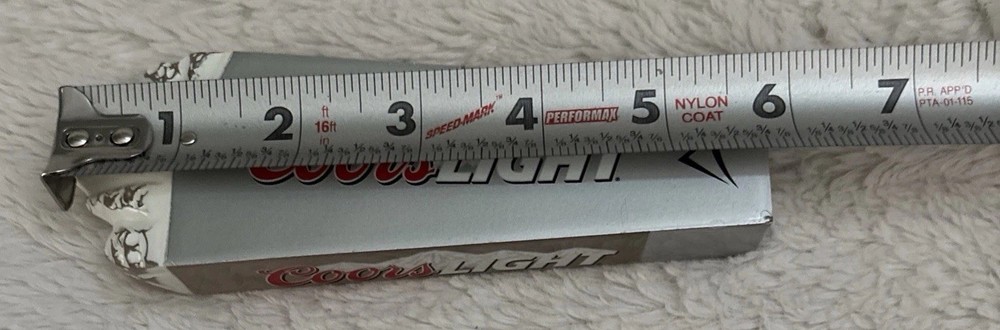 1 2 ft 16ft in 3 SPEED-MARK™ 4 PERFORMAX 5 NYLON COAT 6 7 P.R. APP'D PTA-01-115
Coors LIGHT
Coors LIGHT